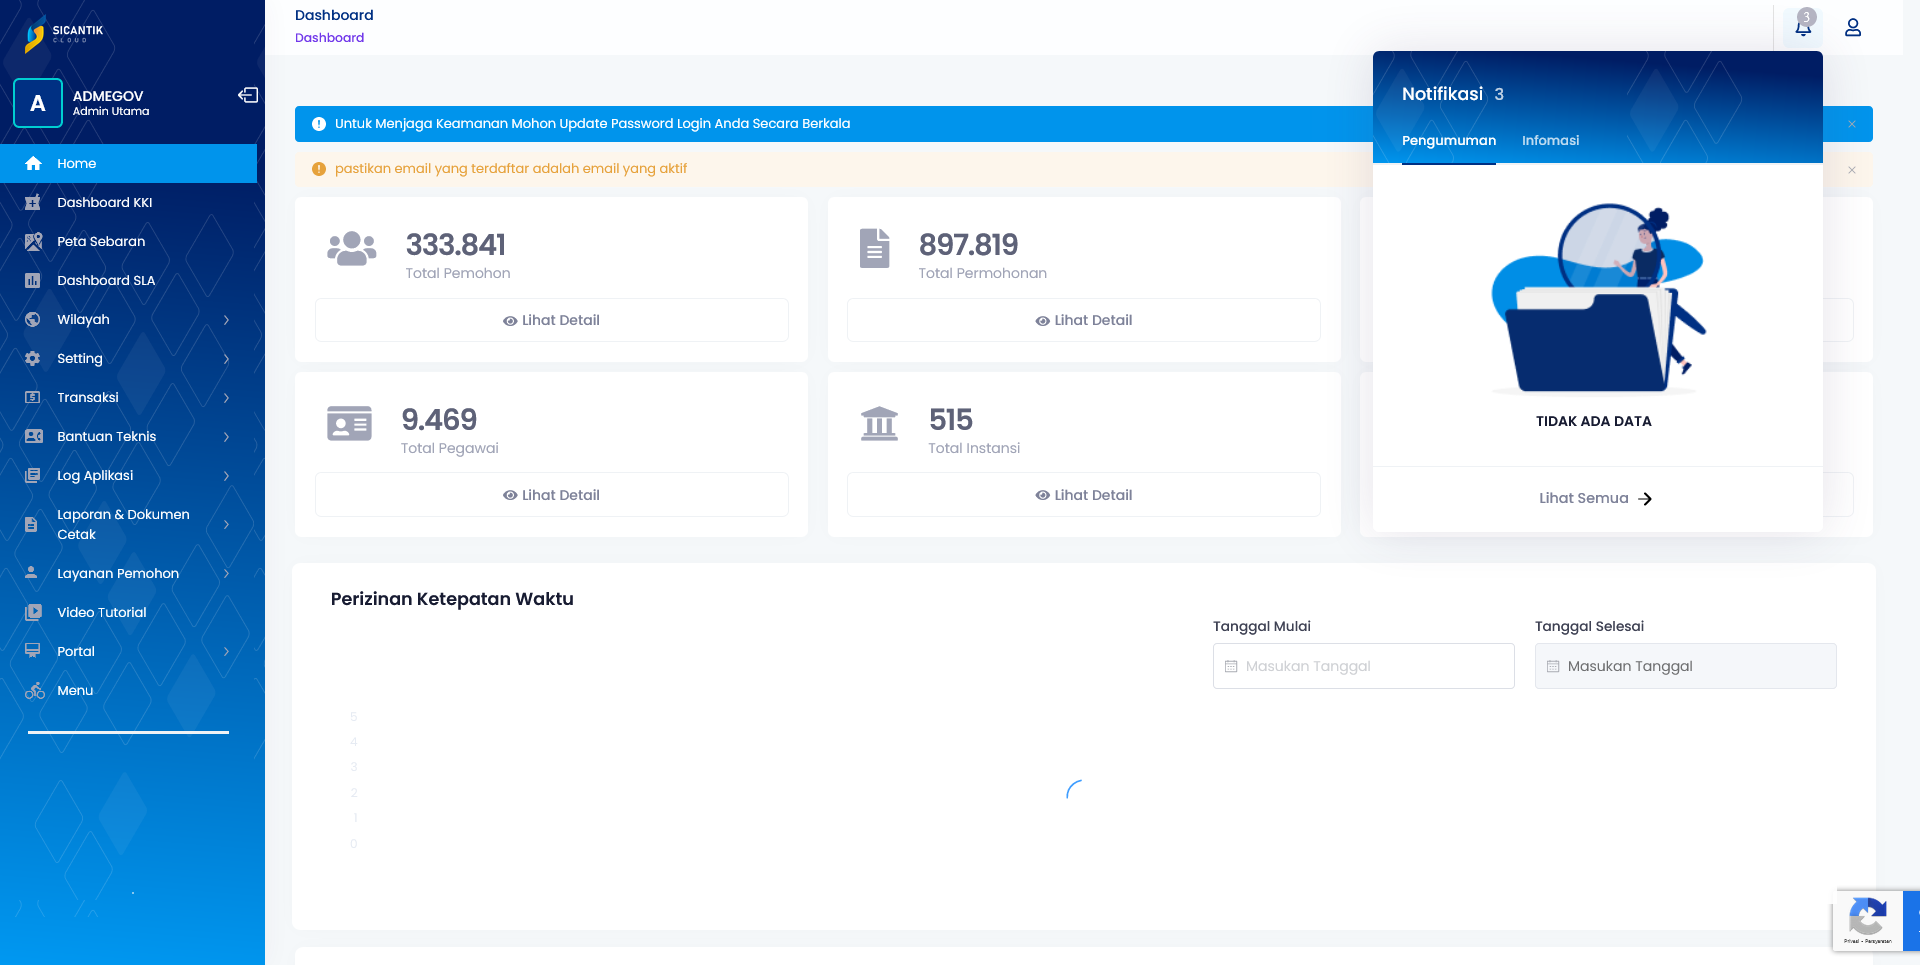 SICANTIK
CLOUD
A
ADMEGOV
Admin Utama
Home
Dashboard KKI
Peta Sebaran
Dashboard SLA
Wilayah
Setting
Transaksi
Bantuan Teknis
Log Aplikasi
Laporan & Dokumen
Cetak
Layanan Pemohon
Video Tutorial
Portal
Menu
Dashboard
Dashboard
3
Untuk Menjaga Keamanan Mohon Update Password Login Anda Secara Berkala
pastikan email yang terdaftar adalah email yang aktif
333.841
Total Pemohon
Lihat Detail
897.819
Total Permohonan
Lihat Detail
9.469
Total Pegawai
Lihat Detail
515
Total Instansi
Lihat Detail
Notifikasi 3
Pengumuman Infomasi
TIDAK ADA DATA
Lihat Semua
Perizinan Ketepatan Waktu
Tanggal Mulai
Masukan Tanggal
Tanggal Selesai
Masukan Tanggal
5
4
3
2
1
0
Privasi - Persyaratan